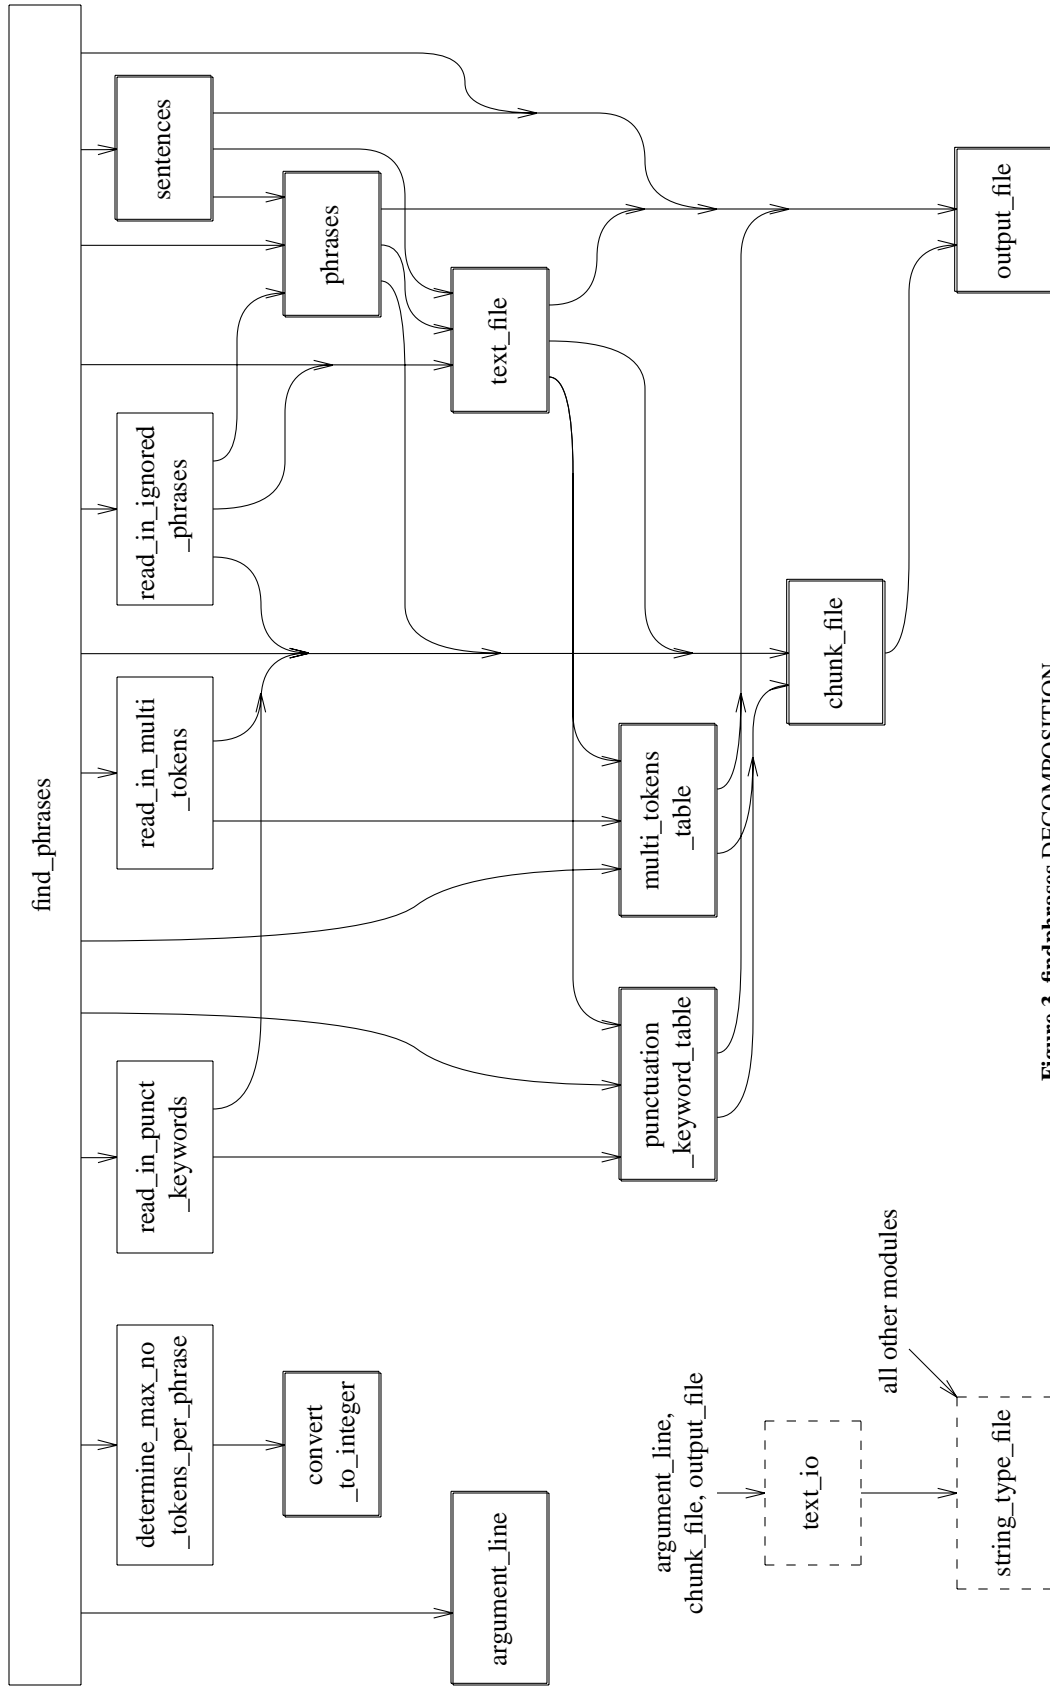 find_phrases
determine_max_no
_tokens_per_phrase
read_in_punct
_keywords
read_in_multi
_tokens
read_in_ignored
_phrases
sentences
convert
_to_integer
phrases
argument_line
text_file
punctuation
_keyword_table
multi_tokens
_table
argument_line,
chunk_file, output_file
text_io
chunk_file
all other modules
string_type_file
output_file
Figure 3. findphrases DECOMPOSITION